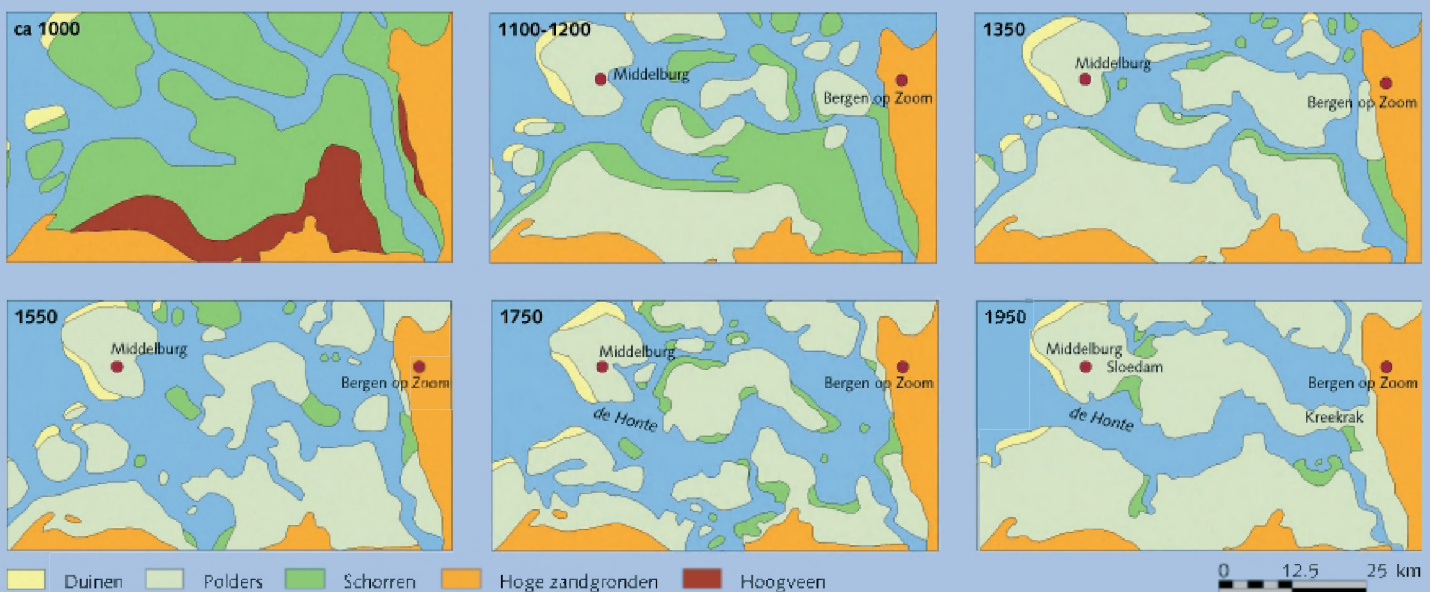 ca 1000
1100-1200
Middelburg
Bergen op Zoom
1350
Middelburg
Bergen op Zoom
1550
Middelburg
Bergen op Zoom
1750
Middelburg
Bergen op Zoom
de Honte
1950
Middelburg
Sloedam
Bergen op Zoom
de Honte
Kreekrak
Duinen Polders Schorren Hoge zandgronden Hoogveen
0 12.5 25 km